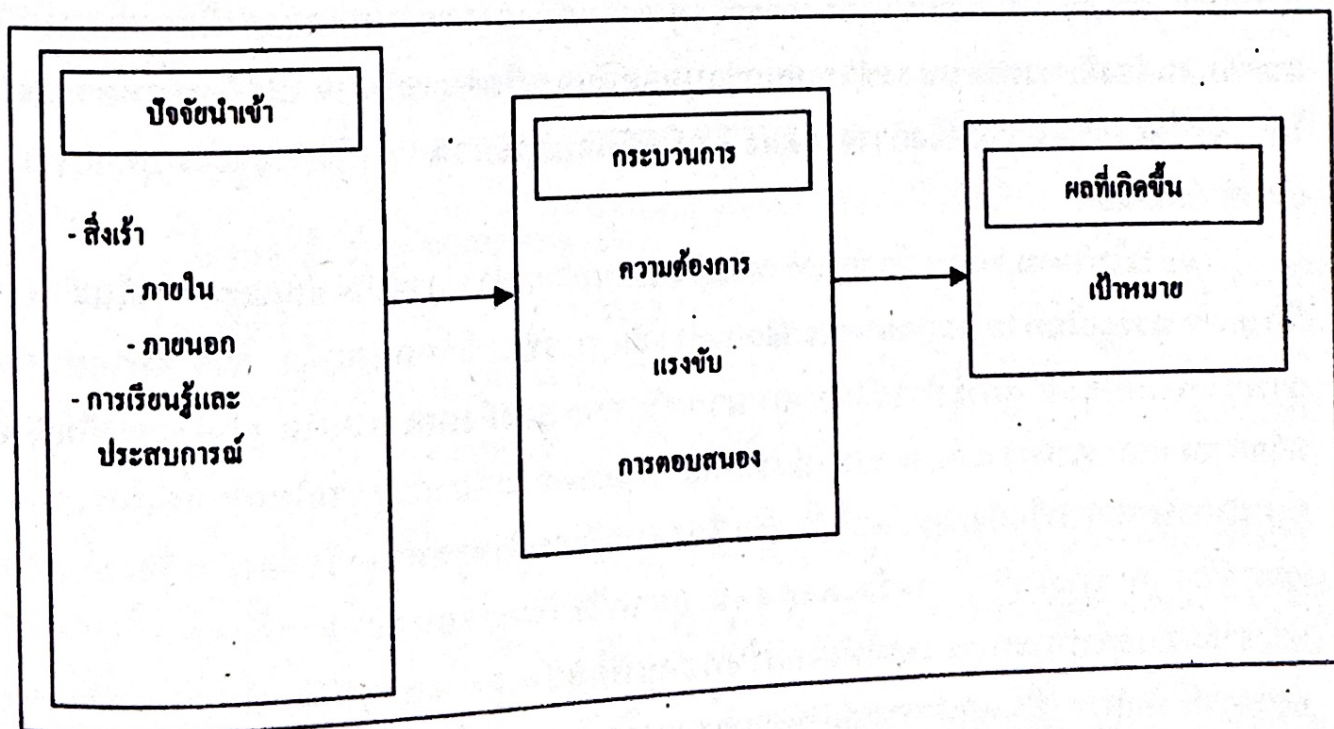 ปัจจัยนำเข้า
- สิ่งเร้า
- ภายใน
- ภายนอก
- การเรียนรู้และ
ประสบการณ์
กระบวนการ
ความต้องการ
แรงขับ
การตอบสนอง
ผลที่เกิดขึ้น
เป้าหมาย